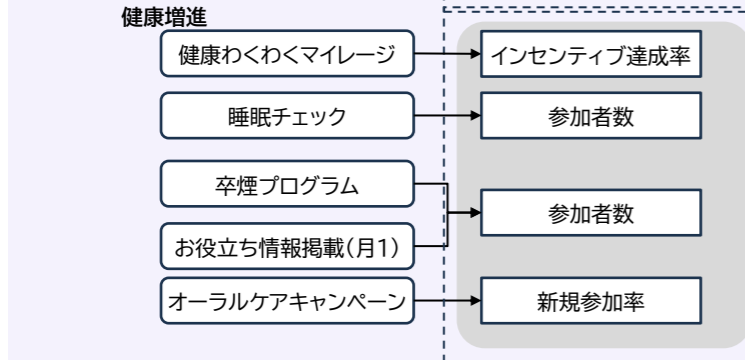 健康増進
健康わくわくマイレージ
インセンティブ達成率
睡眠チェック
参加者数
卒煙プログラム
参加者数
お役立ち情報掲載（月1）
オーラルケアキャンペーン
新規参加率